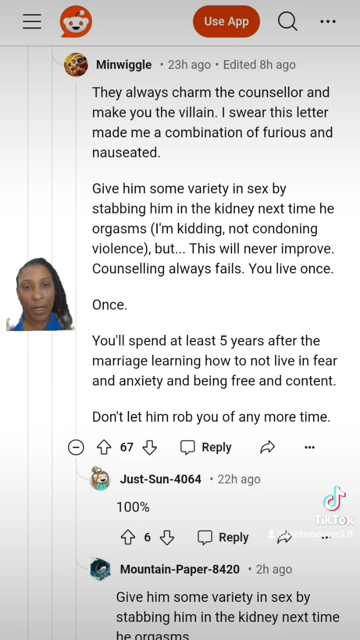 Use App
Minwiggle • 23h ago • Edited 8h ago
They always charm the counsellor and
make you the villain. I swear this letter
made me a combination of furious and
nauseated.
Give him some variety in sex by
stabbing him in the kidney next time he
orgasms (I'm kidding, not condoning
violence), but... This will never improve.
Counselling always fails. You live once.
Once.
You'll spend at least 5 years after the
marriage learning how to not live in fear
and anxiety and being free and content.
Don't let him rob you of any more time.
67 Reply
Just-Sun-4064 • 22h ago
100%
6 Reply
TikTok
Mountain-Paper-8420 • 2h ago
Give him some variety in sex by
stabbing him in the kidney next time
he orgasms